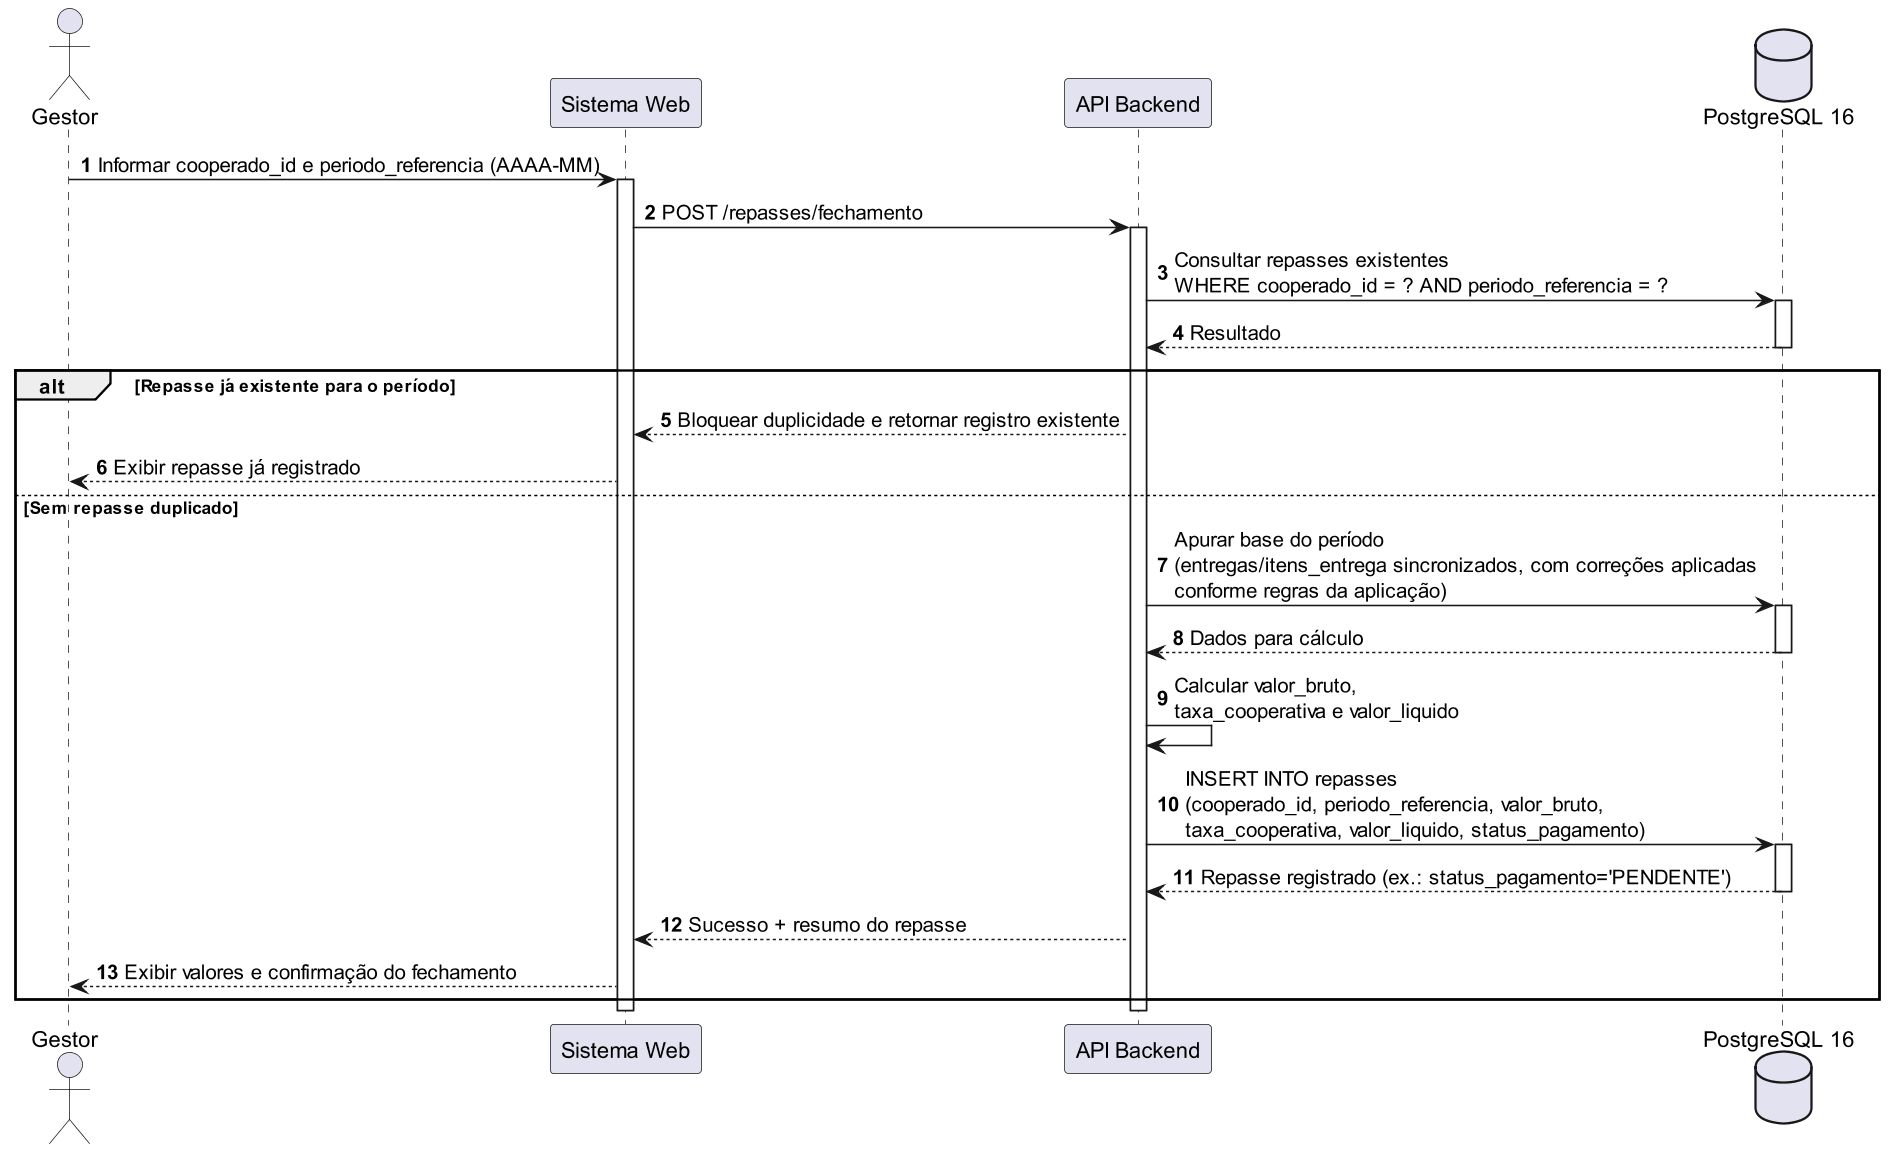 Gestor
Sistema Web
API Backend
PostgreSQL 16
1 Informar cooperado_id e periodo_referencia (AAAA-MM)
2 POST /repasses/fechamento
3 Consultar repasses existentes
WHERE cooperado_id = ? AND periodo_referencia = ?
4 Resultado
alt [Repasse já existente para o período]
5 Bloquear duplicidade e retornar registro existente
6 Exibir repasse já registrado
[Sem repasse duplicado]
Apurar base do período
7 (entregas/itens_entrega sincronizados, com correções aplicadas
conforme regras da aplicação)
8 Dados para cálculo
9 Calcular valor_bruto,
taxa_cooperativa e valor_liquido
INSERT INTO repasses
10 (cooperado_id, periodo_referencia, valor_bruto,
taxa_cooperativa, valor_liquido, status_pagamento)
11 Repasse registrado (ex.: status_pagamento='PENDENTE')
12 Sucesso + resumo do repasse
13 Exibir valores e confirmação do fechamento
Gestor
Sistema Web
API Backend
PostgreSQL 16